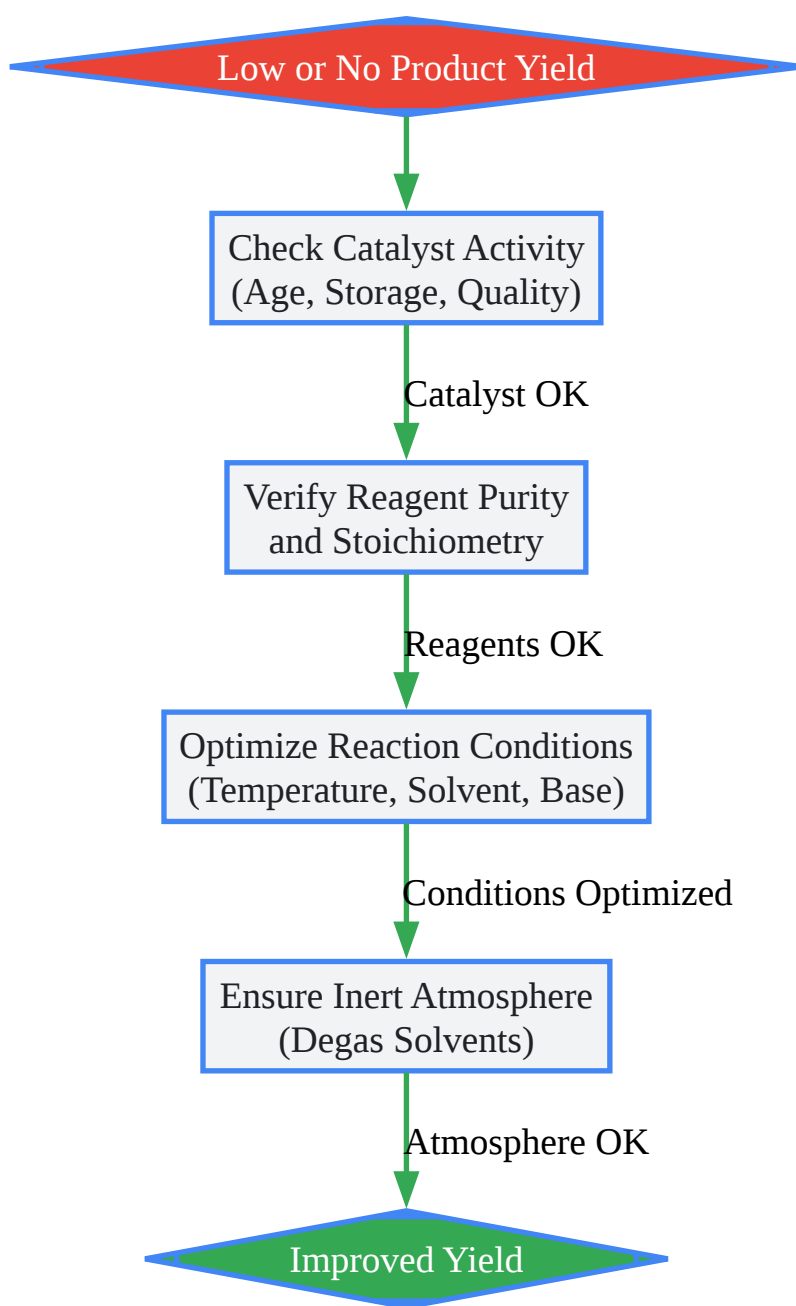 Low or No Product Yield
Check Catalyst Activity
(Age, Storage, Quality)
Catalyst OK
Verify Reagent Purity
and Stoichiometry
Reagents OK
Optimize Reaction Conditions
(Temperature, Solvent, Base)
Conditions Optimized
Ensure Inert Atmosphere
(Degas Solvents)
Atmosphere OK
Improved Yield